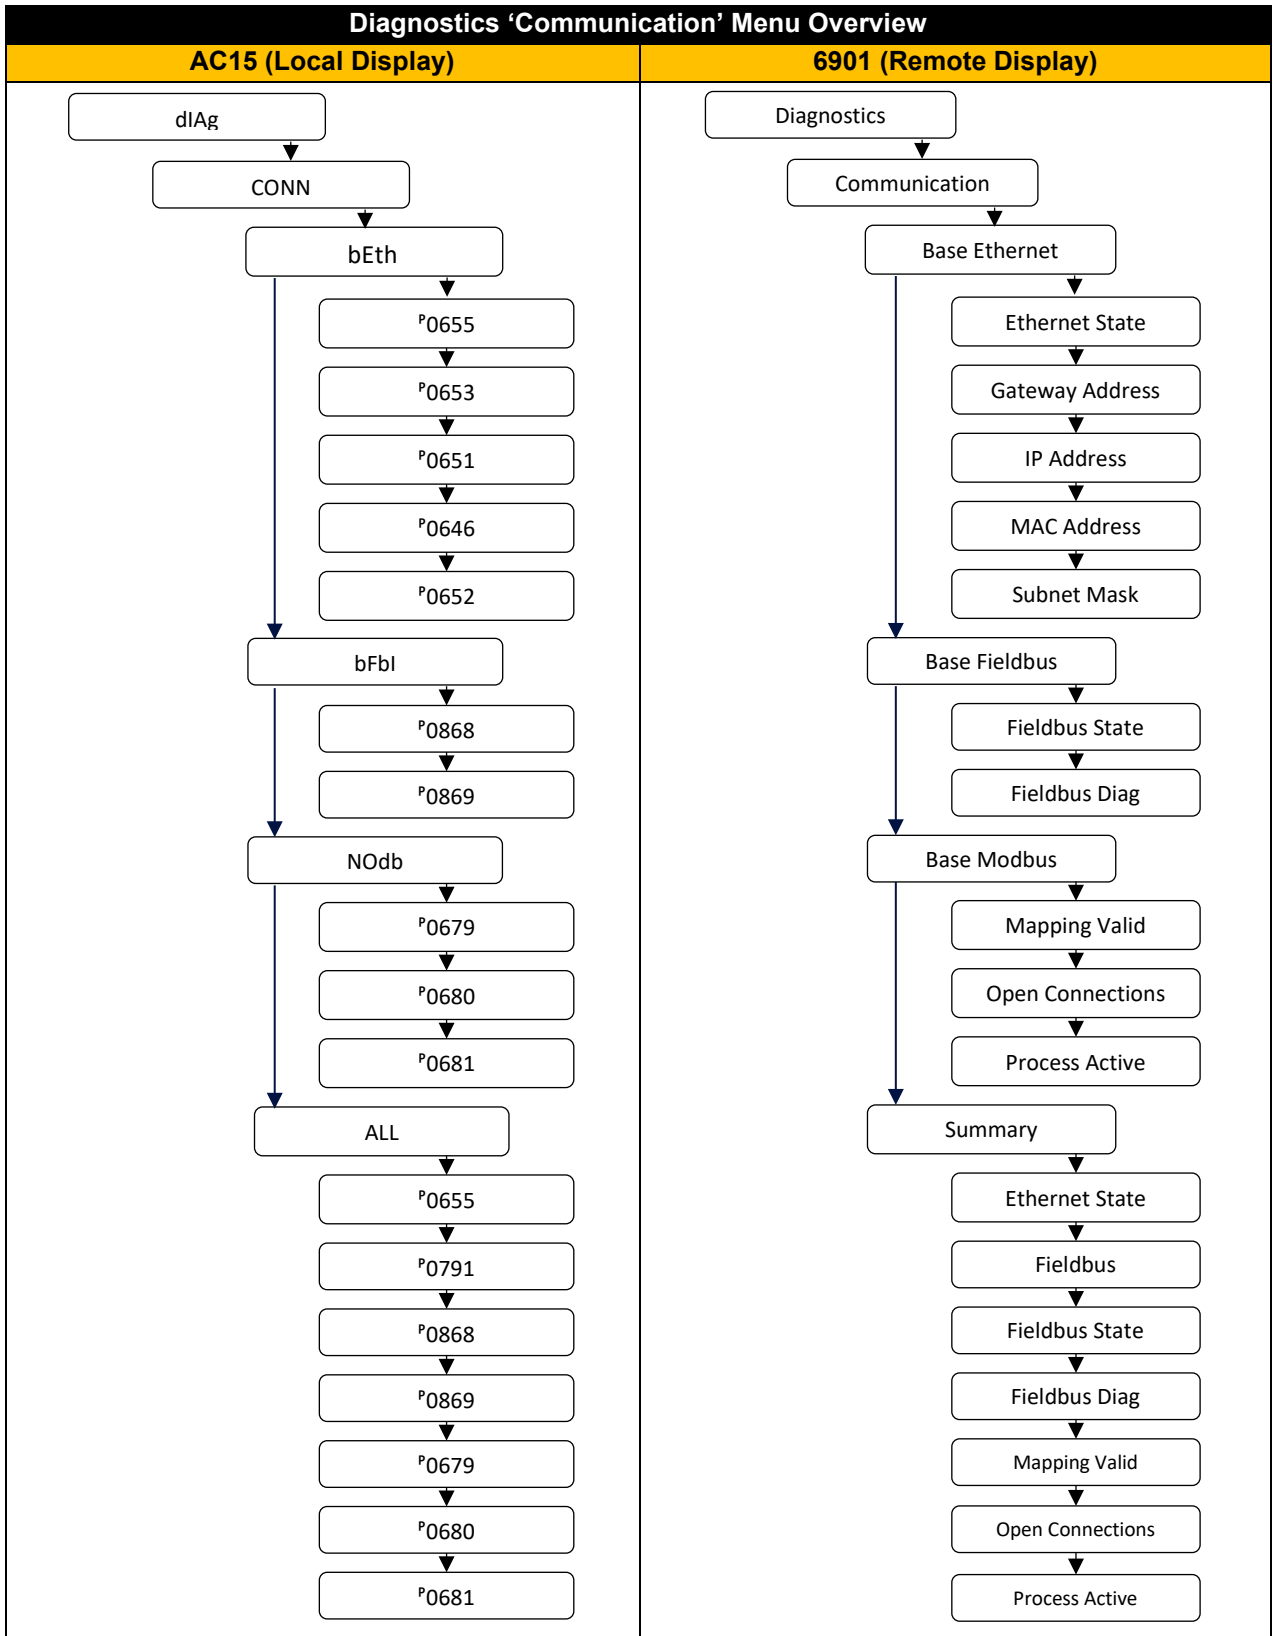 Diagnostics ‘Communication’ Menu Overview
AC15 (Local Display)
6901 (Remote Display)
dIAg
CONN
bEth
P0655
P0653
P0651
P0646
P0652
bFbI
P0868
P0869
NOdb
P0679
P0680
P0681
ALL
P0655
P0791
P0868
P0869
P0679
P0680
P0681
Diagnostics
Communication
Base Ethernet
Ethernet State
Gateway Address
IP Address
MAC Address
Subnet Mask
Base Fieldbus
Fieldbus State
Fieldbus Diag
Base Modbus
Mapping Valid
Open Connections
Process Active
Summary
Ethernet State
Fieldbus
Fieldbus State
Fieldbus Diag
Mapping Valid
Open Connections
Process Active